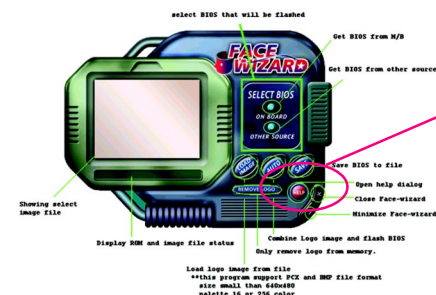 select BIOS that will be flashed
Get BIOS from M/B
FACE
WIZARD
Get BIOS from other source
SELECT BIOS
ON BOARD
OTHER SOURCE
LOAD
IMAGE
AUTO
SAVE
Save BIOS to file
REMOVE LOGO
HELP
Open help dialog
Close Face-wizard
Showing select
image file
Minimize Face-wizard
Display ROM and image file status
Combine Logo image and flash BIOS
Only remove logo from memory.
Load logo image from file
**this program support PCX and BMP file format
size small than 640x480
palette 16 or 256 color